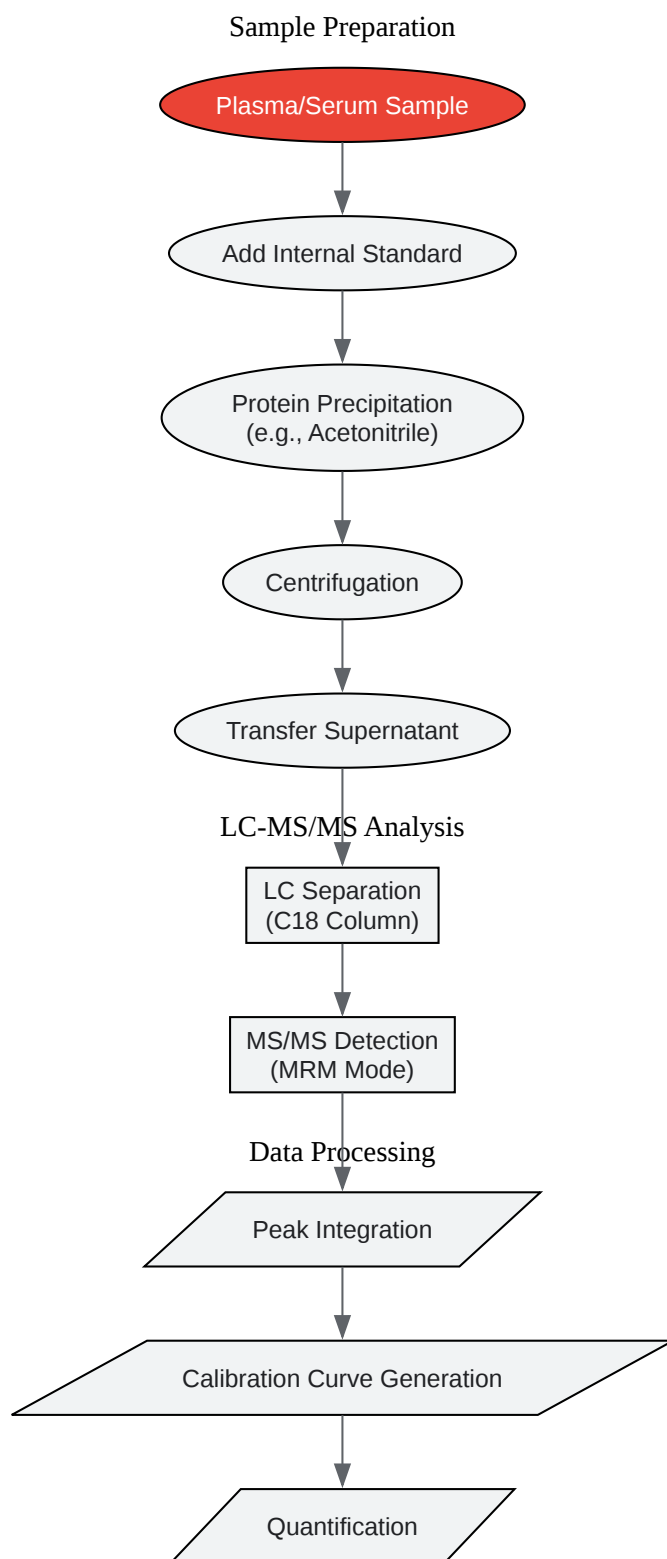 Sample Preparation
Plasma/Serum Sample
Add Internal Standard
Protein Precipitation
(e.g., Acetonitrile)
Centrifugation
Transfer Supernatant
LC-MS/MS Analysis
LC Separation
(C18 Column)
MS/MS Detection
(MRM Mode)
Data Processing
Peak Integration
Calibration Curve Generation
Quantification